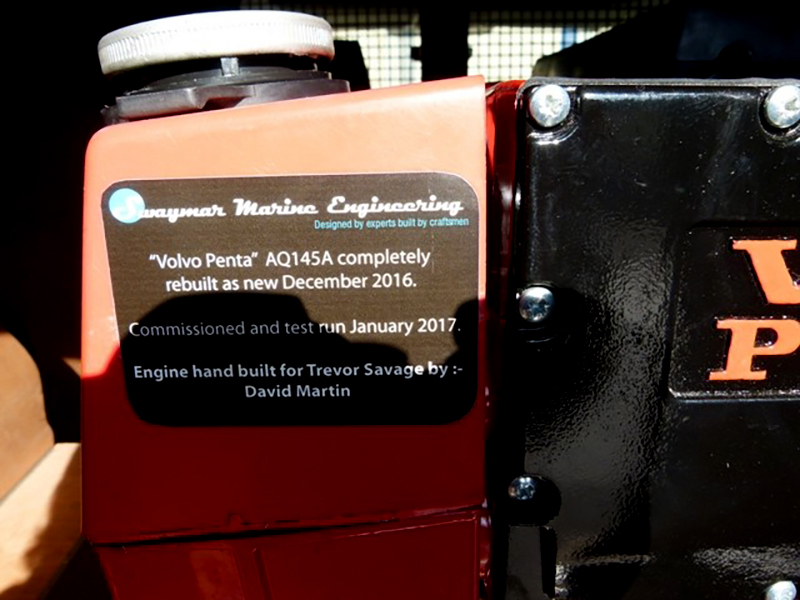 Swaymar Marine Engineering
Designed by experts built by craftsmen
“Volvo Penta” AQ145A completely
rebuilt as new December 2016.
Commissioned and test run January 2017.
Engine hand built for Trevor Savage by :-
David Martin
V
P